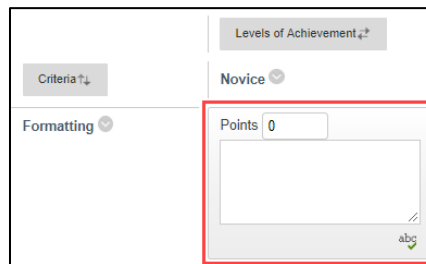 Levels of Achievement
Criteria
Novice
Formatting
Points 0
abc